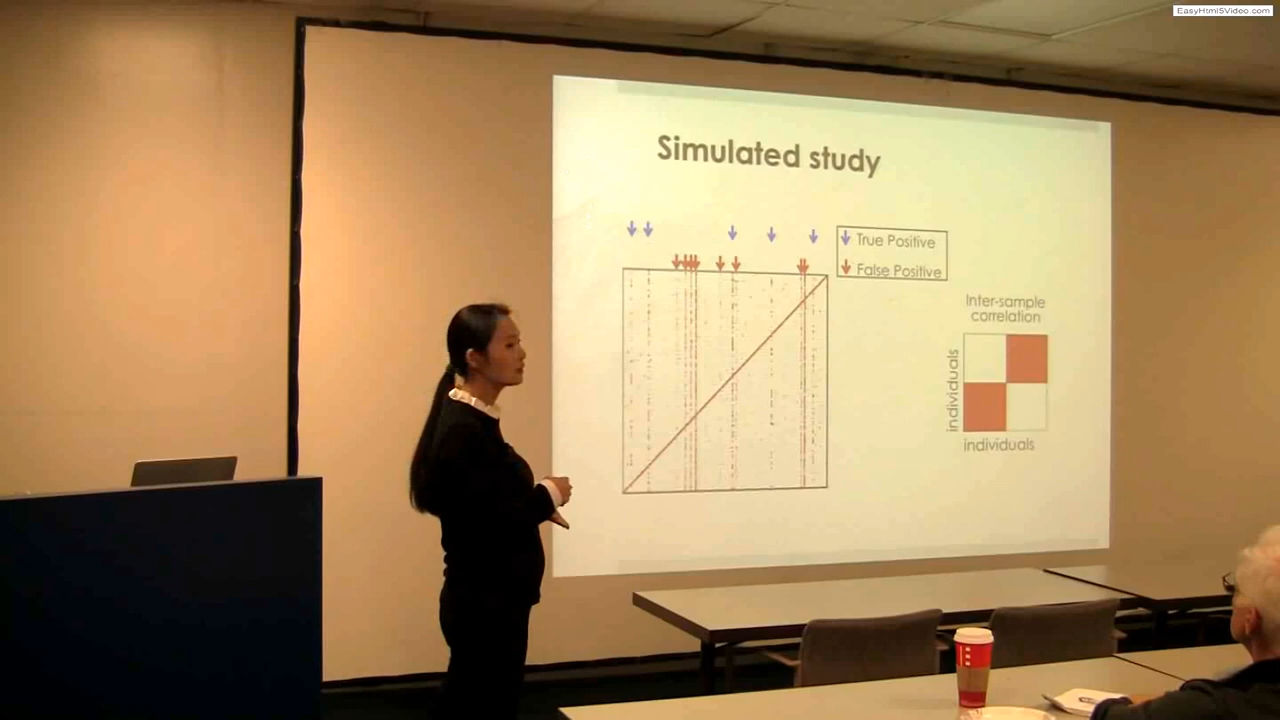 EasyHtml5Video.com
Simulated study
True Positive
False Positive
Inter-sample
correlation
individuals
individuals